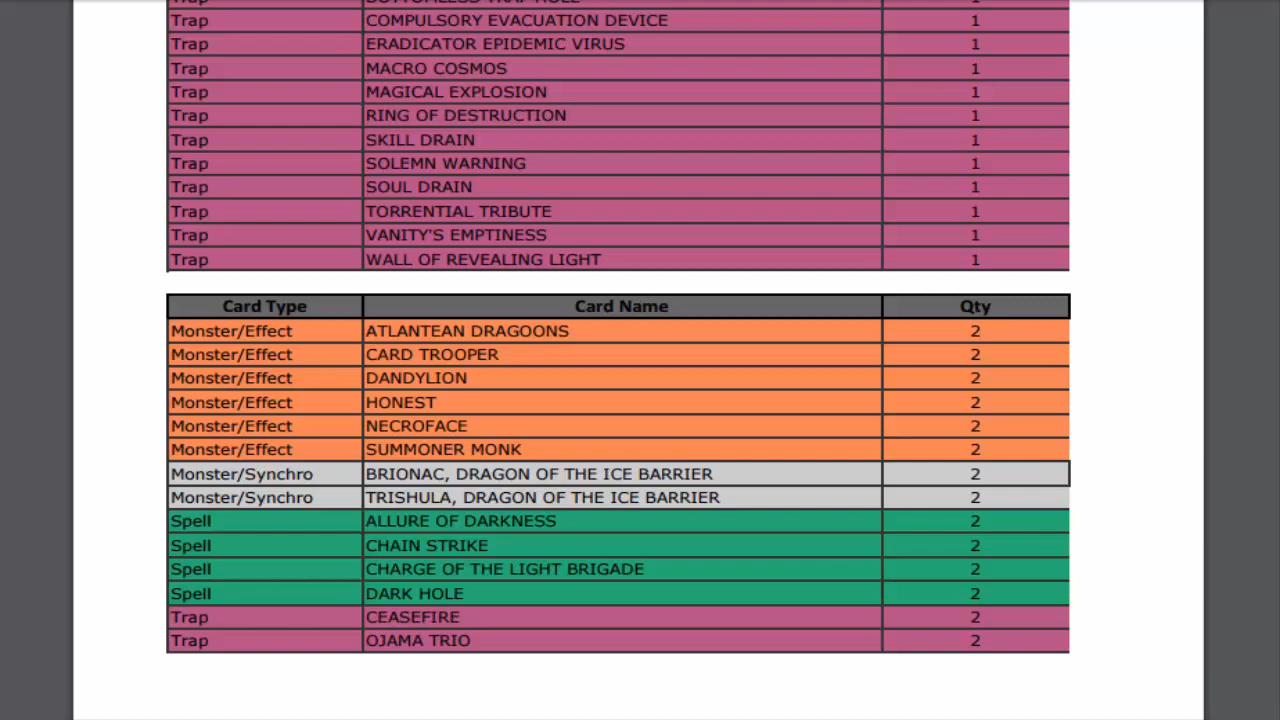 Trap COMPULSORY EVACUATION DEVICE 1
Trap ERADICATOR EPIDEMIC VIRUS 1
Trap MACRO COSMOS 1
Trap MAGICAL EXPLOSION 1
Trap RING OF DESTRUCTION 1
Trap SKILL DRAIN 1
Trap SOLEMN WARNING 1
Trap SOUL DRAIN 1
Trap TORRENTIAL TRIBUTE 1
Trap VANITY'S EMPTINESS 1
Trap WALL OF REVEALING LIGHT 1
Card Type Card Name Qty
Monster/Effect ATLANTEAN DRAGOONS 2
Monster/Effect CARD TROOPER 2
Monster/Effect DANDYLION 2
Monster/Effect HONEST 2
Monster/Effect NECROFACE 2
Monster/Effect SUMMONER MONK 2
Monster/Synchro BRIONAC, DRAGON OF THE ICE BARRIER 2
Monster/Synchro TRISHULA, DRAGON OF THE ICE BARRIER 2
Spell ALLURE OF DARKNESS 2
Spell CHAIN STRIKE 2
Spell CHARGE OF THE LIGHT BRIGADE 2
Spell DARK HOLE 2
Trap CEASEFIRE 2
Trap OJAMA TRIO 2